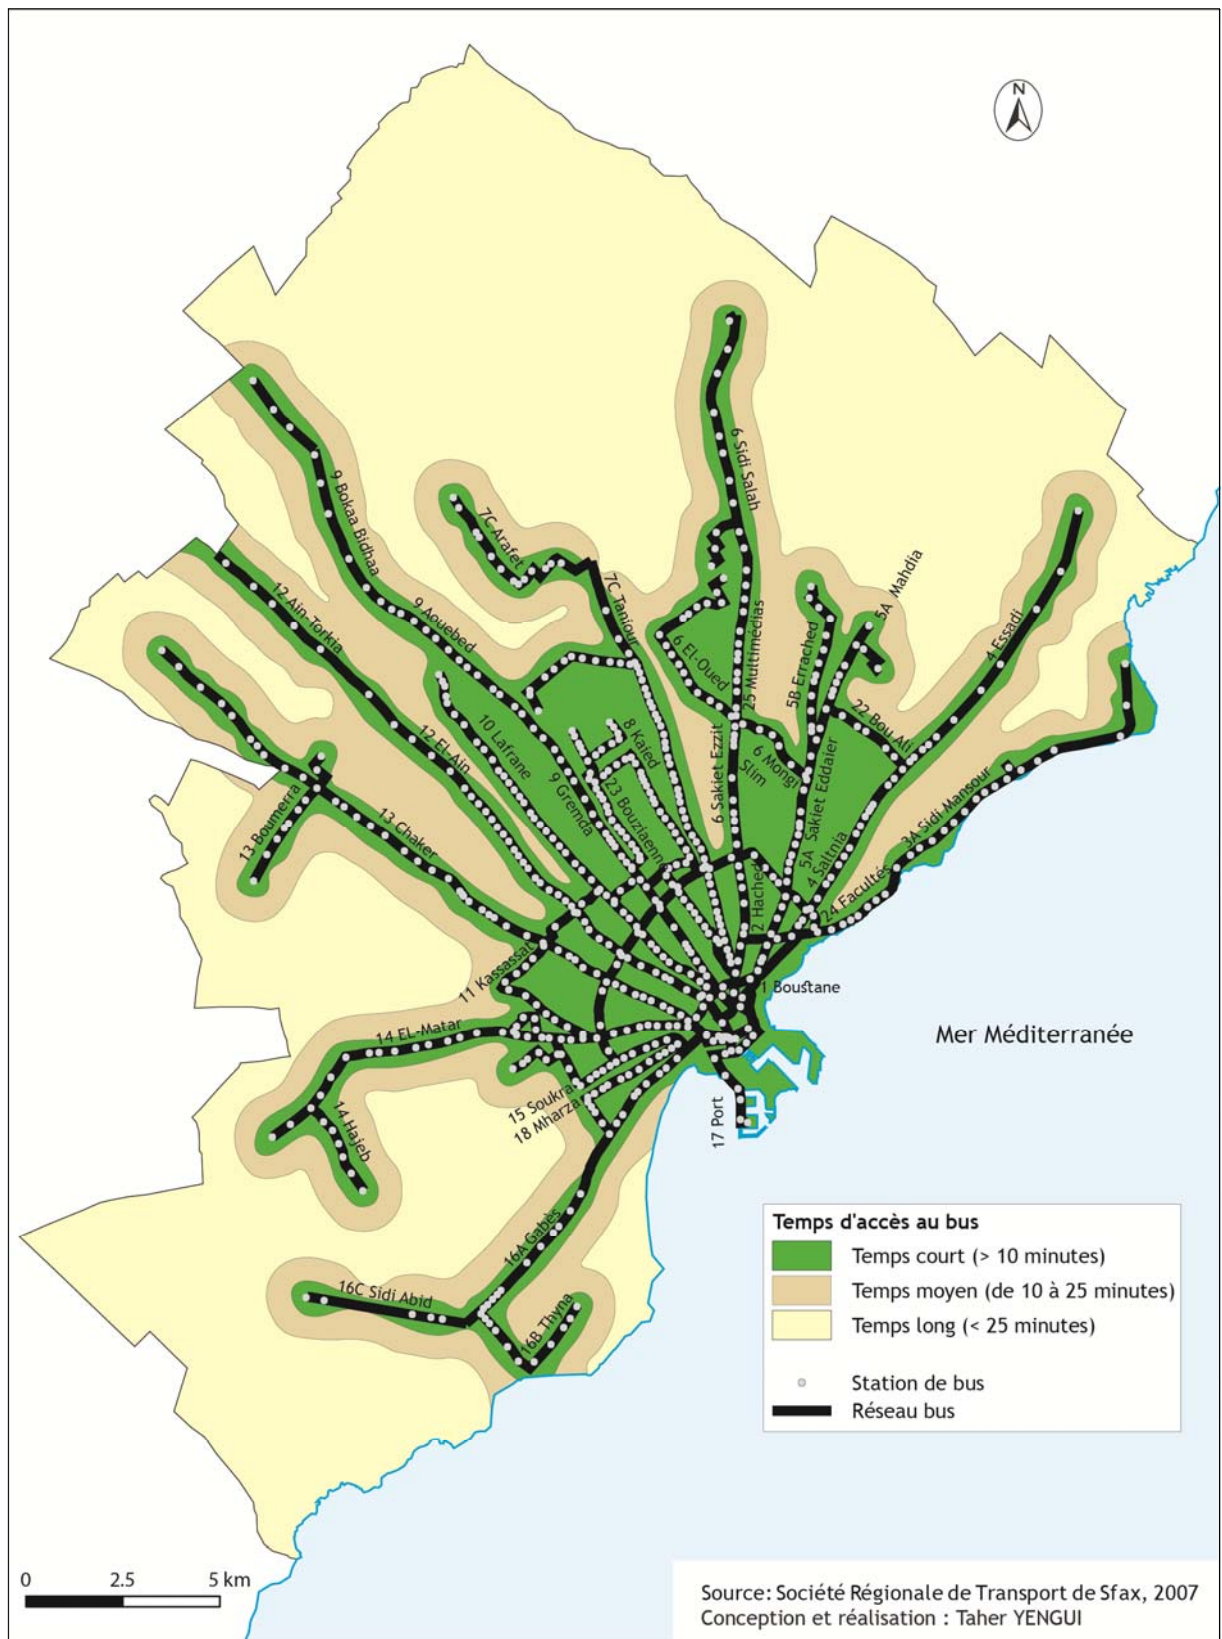 N
6 Sidi Salah
9 Bokaa Bidhaa
7C Arafet
7C Taniour
9 Aouebed
12 Ain-Torkia
6 El-Oued
25 Multimédias
5B Errached
5A Mahdia
4 Essadi
22 Bou Ali
10 Lafrane
12 El-Ain
8 Kaied
9 Gremda
23 Bouziaenne
6 Sakiet Ezzit
6 Mongi
Slim
5A Sakiet Eddaier
4 Saltnia
3A Sidi Mansour
24 Facultés
13 Boumerra
13 Chaker
2 Hached
11 Kassassat
1 Boustane
14 EL-Matar
Mer Méditerranée
15 Soukra
18 Mharza
17 Port
14 Hajeb
16A Gabès
16C Sidi Abid
16B Thyna
Temps d'accès au bus
Temps court (> 10 minutes)
Temps moyen (de 10 à 25 minutes)
Temps long (< 25 minutes)
Station de bus
Réseau bus
0 2.5 5 km
Source: Société Régionale de Transport de Sfax, 2007
Conception et réalisation : Taher YENGUI